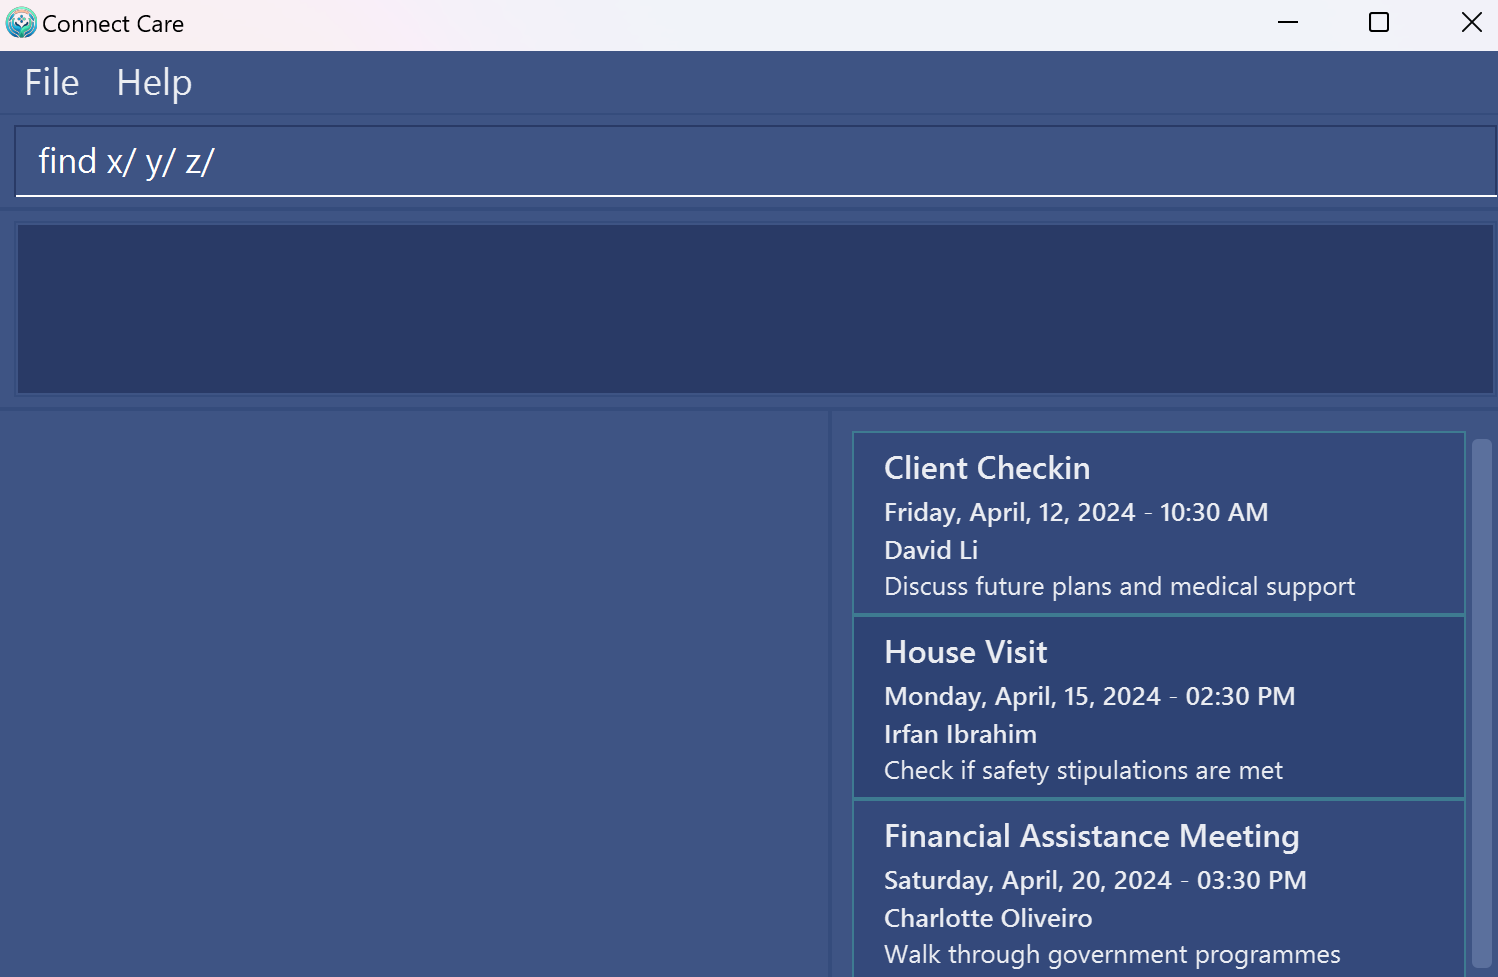 Connect Care
File Help
find x/ y/ z/
Client Checkin
Friday, April, 12, 2024 - 10:30 AM
David Li
Discuss future plans and medical support
House Visit
Monday, April, 15, 2024 - 02:30 PM
Irfan Ibrahim
Check if safety stipulations are met
Financial Assistance Meeting
Saturday, April, 20, 2024 - 03:30 PM
Charlotte Oliveiro
Walk through government programmes